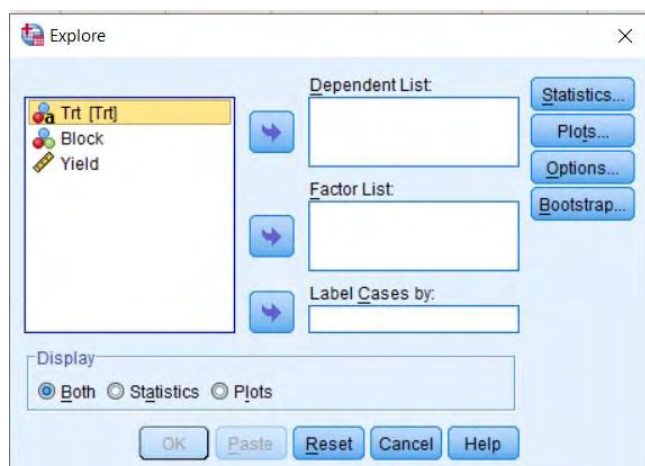 Explore
Trt [Trt]
Block
Yield
Dependent List:
Factor List:
Label Cases by:
Statistics...
Plots...
Options...
Bootstrap...
Display
Both Statistics Plots
OK Paste Reset Cancel Help